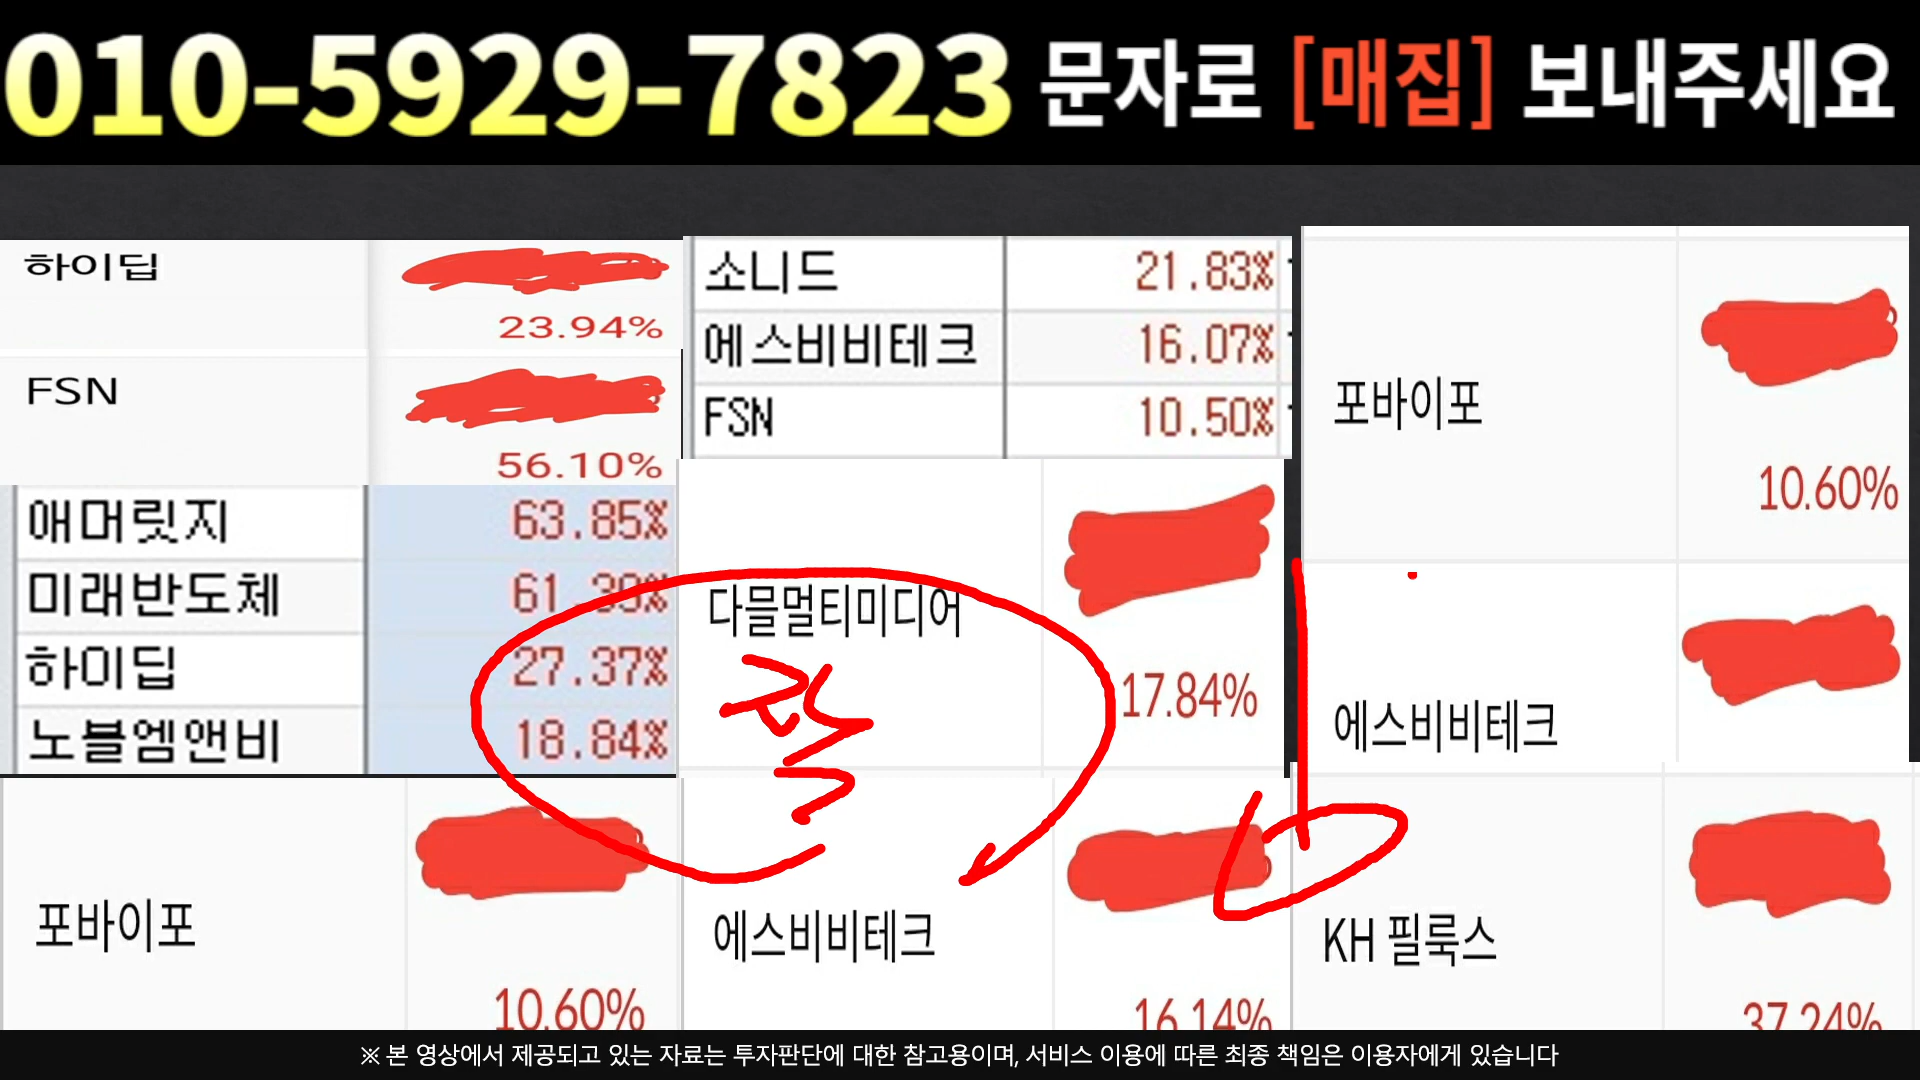 010-5929-7823 문자로 [매집] 보내주세요
하이딥
23.94%
FSN
56.10%
애머릿지 63.85%
미래반도체 61.39%
하이딥 27.37%
노블엠앤비 18.84%
소니드 21.83%
에스비비테크 16.07%
FSN 10.50%
다믈멀티미디어
17.84%
포바이포
10.60%
에스비비테크
포바이포
10.60%
에스비비테크
16.14%
KH 필룩스
37.24%
※ 본 영상에서 제공되고 있는 자료는 투자판단에 대한 참고용이며, 서비스 이용에 따른 최종 책임은 이용자에게 있습니다